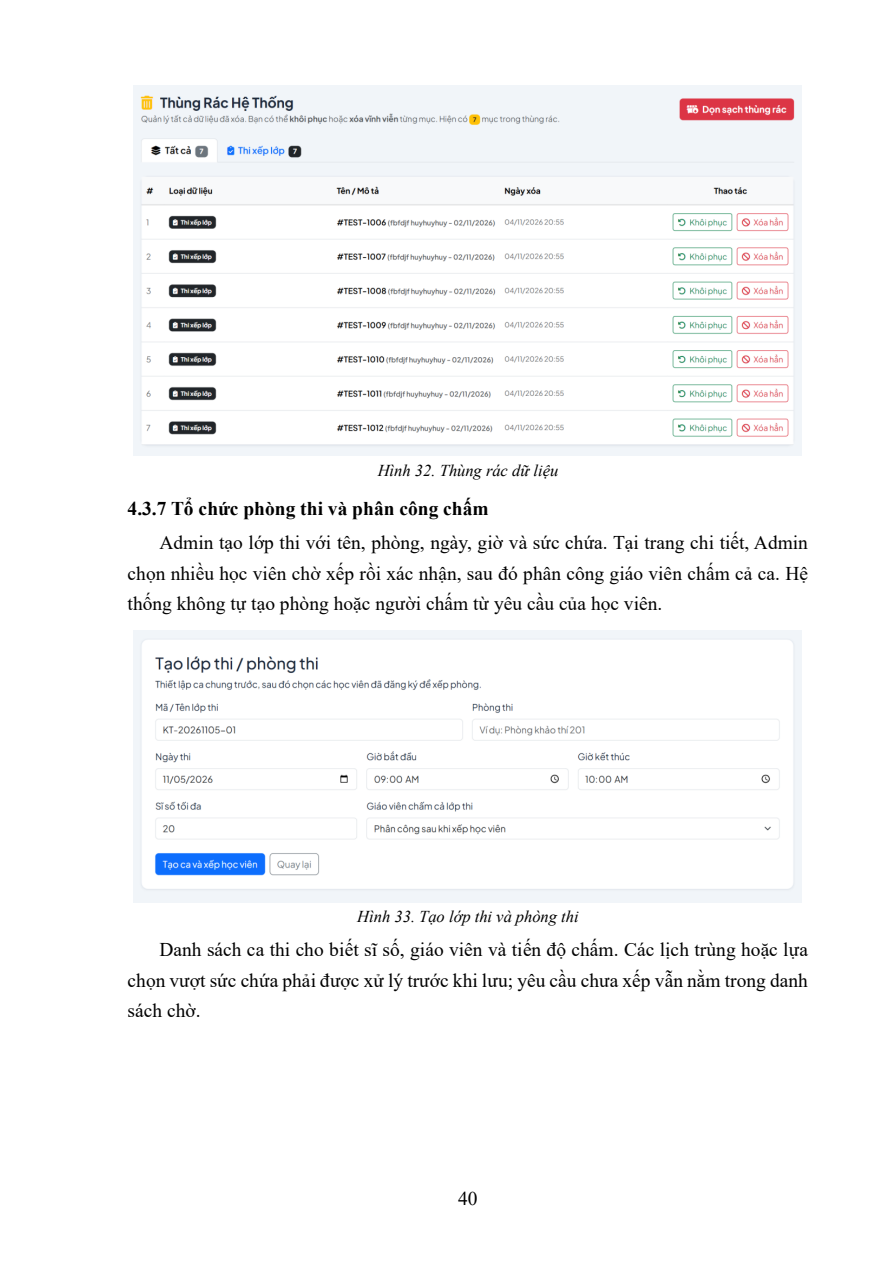 Thùng Rác Hệ Thống
Dọn sạch thùng rác
Quản lý tất cả dữ liệu đã xóa. Bạn có thể khôi phục hoặc xóa vĩnh viễn từng mục. Hiện có 7 mục trong thùng rác.
Tất cả 7 Thi xếp lớp 7
# Loại dữ liệu Tên / Mô tả Ngày xóa Thao tác
1 Thi xếp lớp #TEST-1006 (fbfdjf huyhuyhuy - 02/11/2026) 04/11/2026 20:55 Khôi phục Xóa hẳn
2 Thi xếp lớp #TEST-1007 (fbfdjf huyhuyhuy - 02/11/2026) 04/11/2026 20:55 Khôi phục Xóa hẳn
3 Thi xếp lớp #TEST-1008 (fbfdjf huyhuyhuy - 02/11/2026) 04/11/2026 20:55 Khôi phục Xóa hẳn
4 Thi xếp lớp #TEST-1009 (fbfdjf huyhuyhuy - 02/11/2026) 04/11/2026 20:55 Khôi phục Xóa hẳn
5 Thi xếp lớp #TEST-1010 (fbfdjf huyhuyhuy - 02/11/2026) 04/11/2026 20:55 Khôi phục Xóa hẳn
6 Thi xếp lớp #TEST-1011 (fbfdjf huyhuyhuy - 02/11/2026) 04/11/2026 20:55 Khôi phục Xóa hẳn
7 Thi xếp lớp #TEST-1012 (fbfdjf huyhuyhuy - 02/11/2026) 04/11/2026 20:55 Khôi phục Xóa hẳn
Hình 32. Thùng rác dữ liệu
4.3.7 Tổ chức phòng thi và phân công chấm
Admin tạo lớp thi với tên, phòng, ngày, giờ và sức chứa. Tại trang chi tiết, Admin
chọn nhiều học viên chờ xếp rồi xác nhận, sau đó phân công giáo viên chấm cả ca. Hệ
thống không tự tạo phòng hoặc người chấm từ yêu cầu của học viên.
Tạo lớp thi / phòng thi
Thiết lập ca chung trước, sau đó chọn các học viên đã đăng ký để xếp phòng.
Mã / Tên lớp thi Phòng thi
KT-20261105-01 Ví dụ: Phòng khảo thí 201
Ngày thi Giờ bắt đầu Giờ kết thúc
11/05/2026 09:00 AM 10:00 AM
Sĩ số tối đa Giáo viên chấm cả lớp thi
20 Phân công sau khi xếp học viên
Tạo ca và xếp học viên Quay lại
Hình 33. Tạo lớp thi và phòng thi
Danh sách ca thi cho biết sĩ số, giáo viên và tiến độ chấm. Các lịch trùng hoặc lựa
chọn vượt sức chứa phải được xử lý trước khi lưu; yêu cầu chưa xếp vẫn nằm trong danh
sách chờ.
40